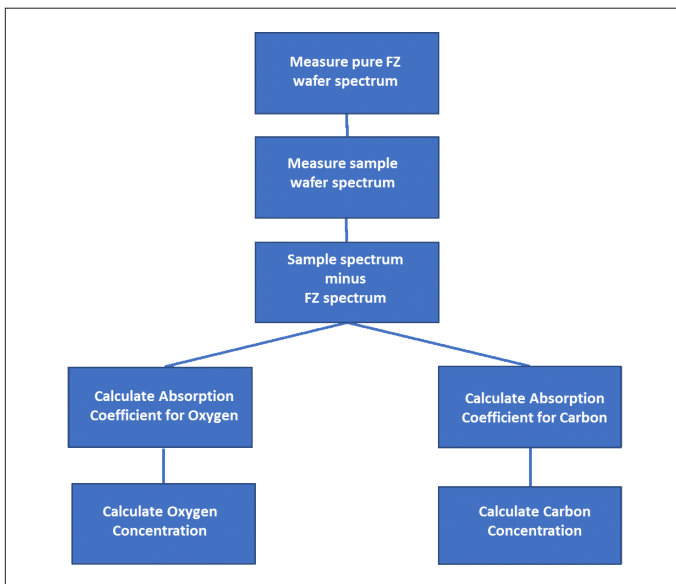 Measure pure FZ
wafer spectrum
Measure sample
wafer spectrum
Sample spectrum
minus
FZ spectrum
Calculate Absorption
Coefficient for Oxygen
Calculate Absorption
Coefficient for Carbon
Calculate Oxygen
Concentration
Calculate Carbon
Concentration